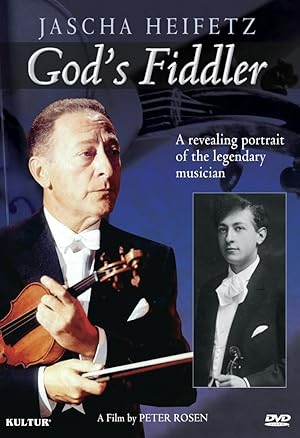 JASCHA HEIFETZ
God's Fiddler
A revealing portrait
of the legendary
musician
KULTUR
A Film by PETER ROSEN
DVD